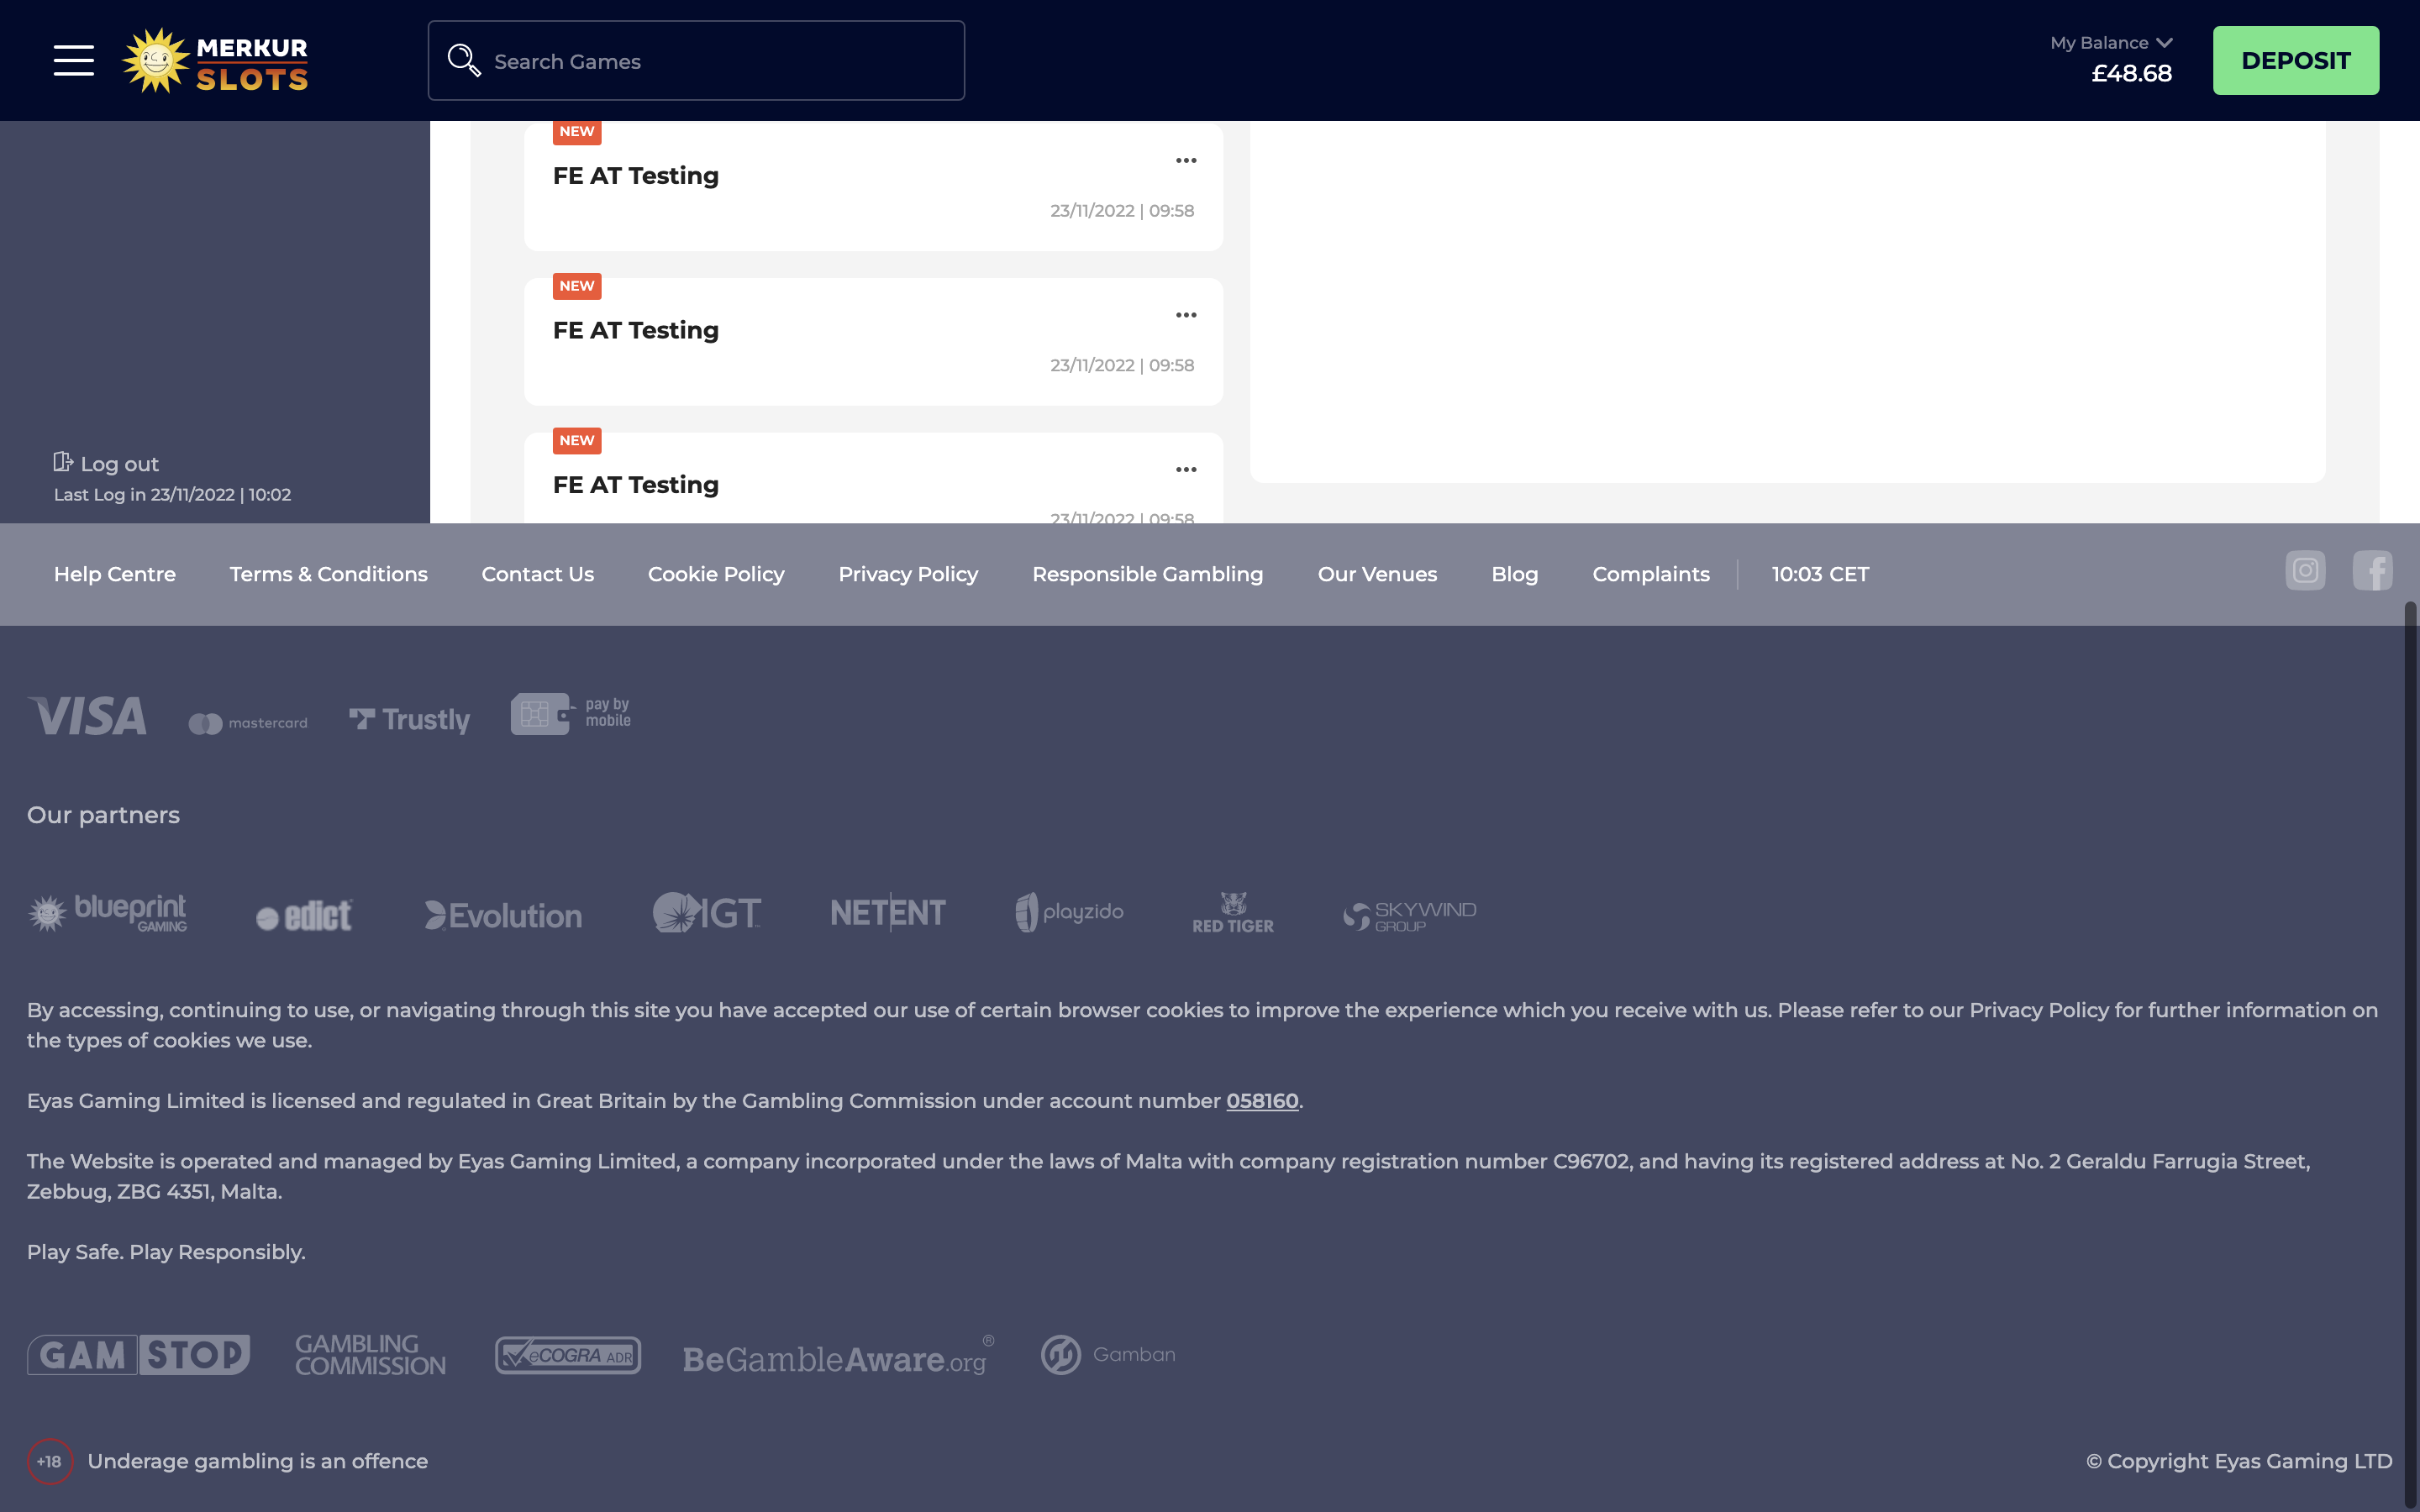 MERKUR
SLOTS
Search Games
My Balance
£48.68
DEPOSIT
NEW
FE AT Testing
23/11/2022 | 09:58
NEW
FE AT Testing
23/11/2022 | 09:58
NEW
FE AT Testing
23/11/2022 | 09:58
Log out
Last Log in 23/11/2022 | 10:02
Help Centre Terms & Conditions Contact Us Cookie Policy Privacy Policy Responsible Gambling Our Venues Blog Complaints 10:03 CET
VISA mastercard Trustly pay by
mobile
Our partners
blueprint
GAMING
edict
Evolution
IGT
NETENT
playzido
RED TIGER
SKYWIND
GROUP
By accessing, continuing to use, or navigating through this site you have accepted our use of certain browser cookies to improve the experience which you receive with us. Please refer to our Privacy Policy for further information on
the types of cookies we use.
Eyas Gaming Limited is licensed and regulated in Great Britain by the Gambling Commission under account number 058160.
The Website is operated and managed by Eyas Gaming Limited, a company incorporated under the laws of Malta with company registration number C96702, and having its registered address at No. 2 Geraldu Farrugia Street,
Zebbug, ZBG 4351, Malta.
Play Safe. Play Responsibly.
GAMSTOP
GAMBLING
COMMISSION
eCOGRA ADR
BeGambleAware.org®
Gamban
+18 Underage gambling is an offence
© Copyright Eyas Gaming LTD